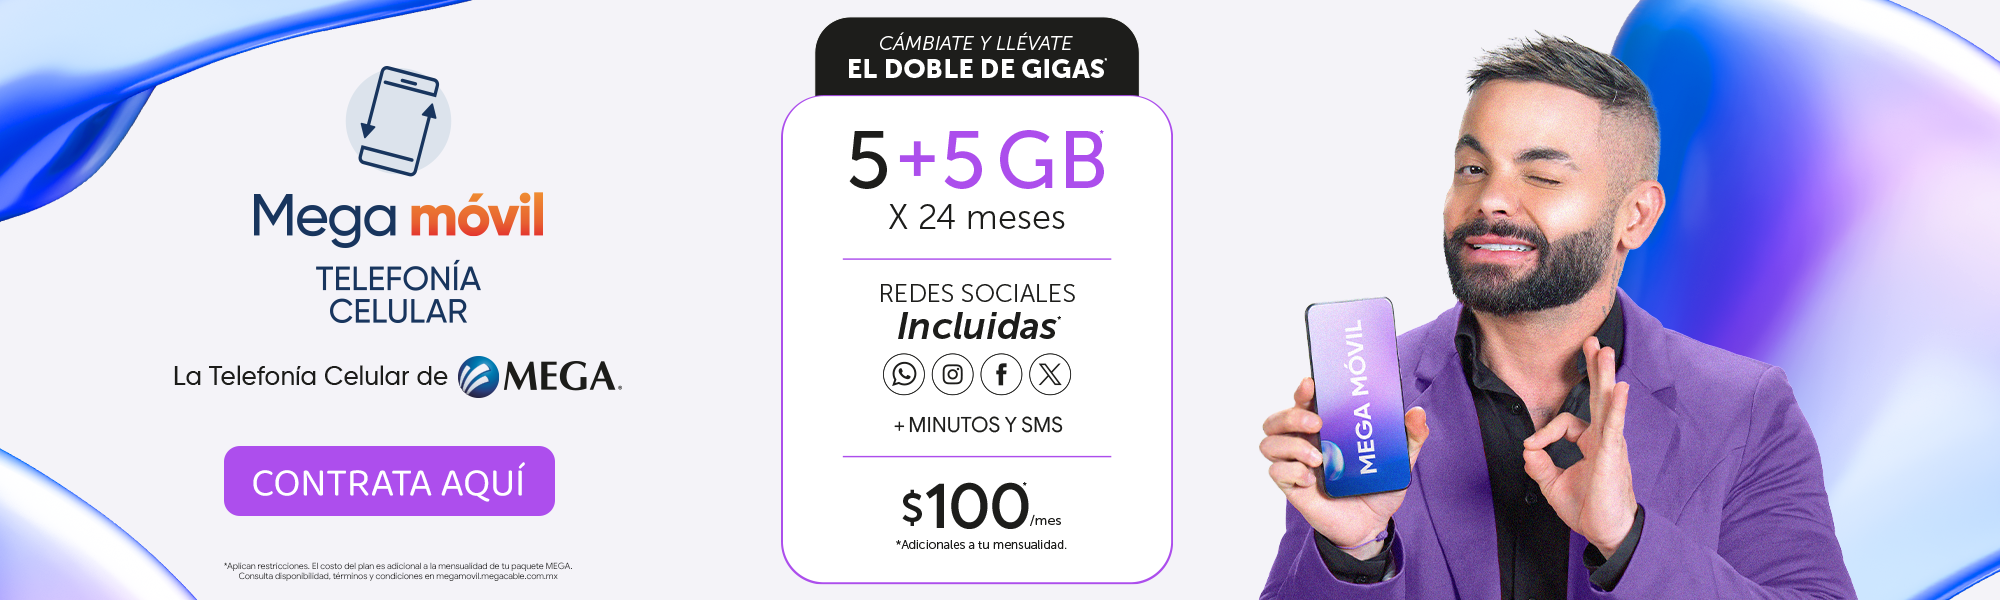 Mega móvil
TELEFONÍA
CELULAR
La Telefonía Celular de MEGA®
CONTRATA AQUÍ
*Aplican restricciones. El costo del plan es adicional a la mensualidad de tu paquete MEGA.
Consulta disponibilidad, términos y condiciones en megamovil.megacable.com.mx
CÁMBIATE Y LLÉVATE
EL DOBLE DE GIGAS*
5+5 GB*
X 24 meses
REDES SOCIALES
Incluidas*
+ MINUTOS Y SMS
$100*/mes
*Adicionales a tu mensualidad.
MEGA MÓVIL